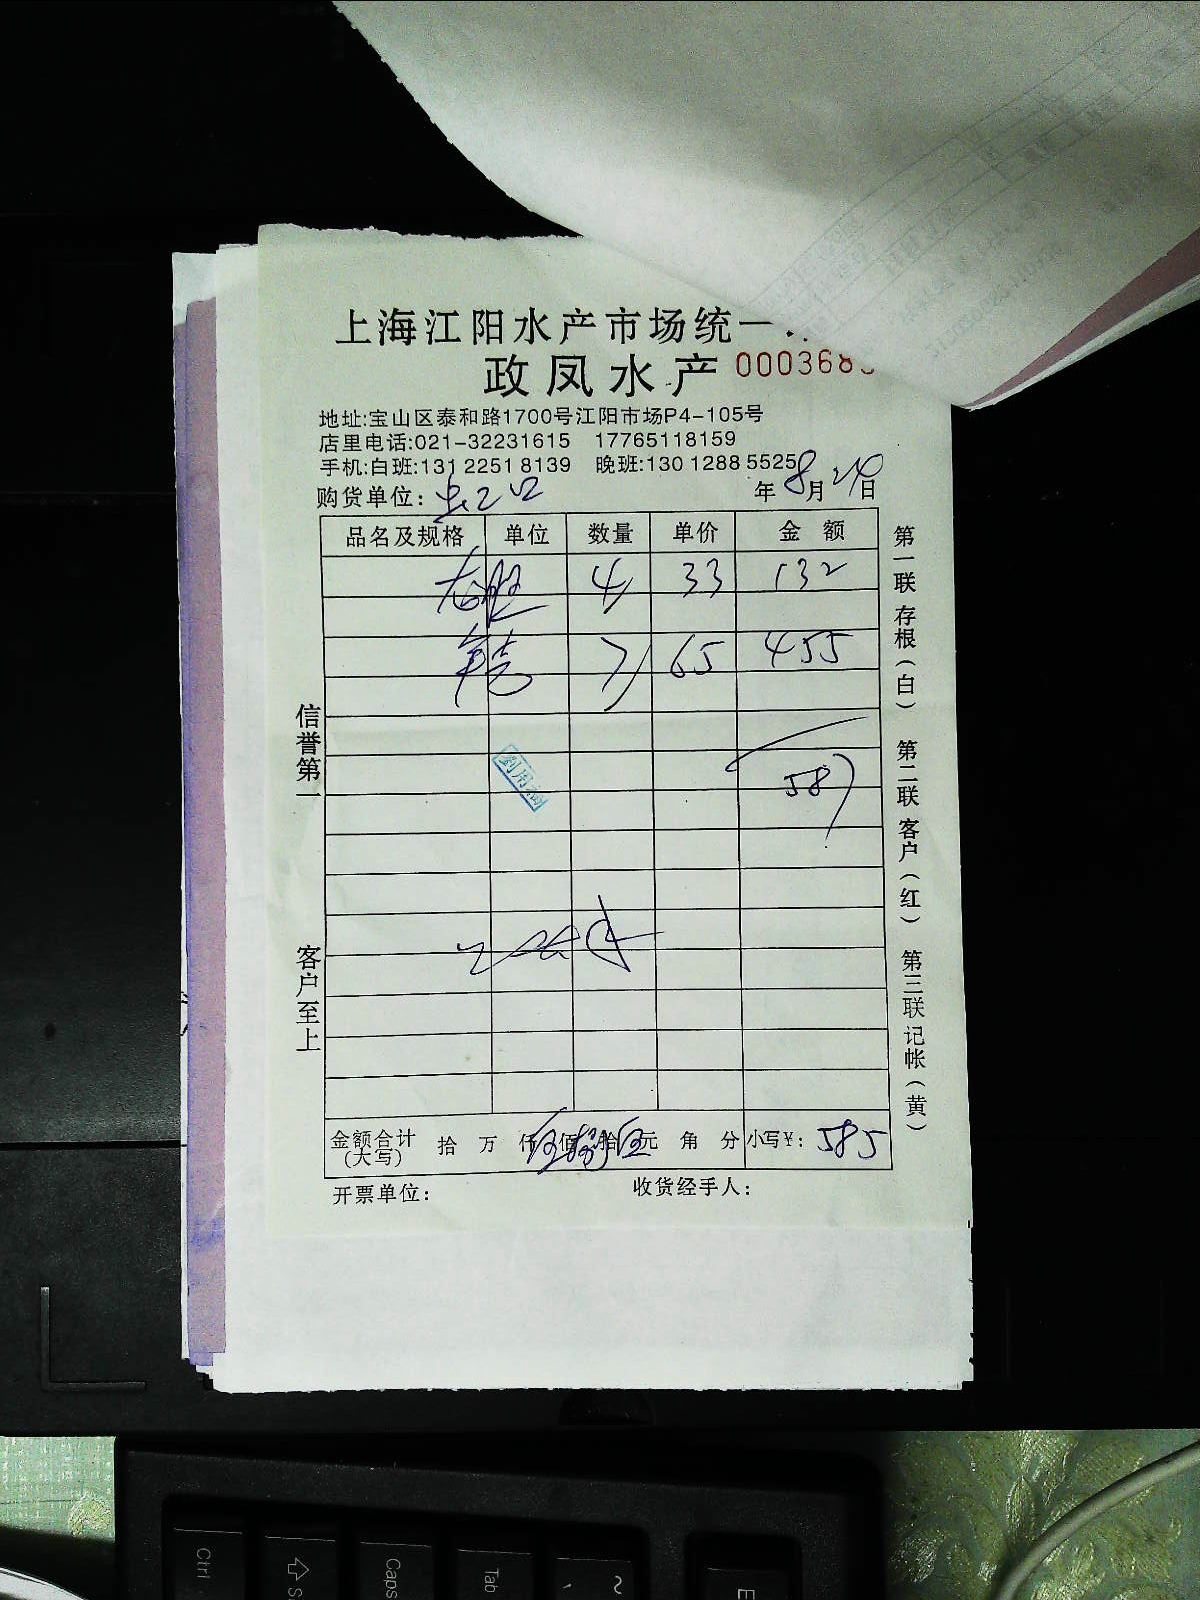 上海江阳水产市场统一
政凤水产 000368
地址:宝山区泰和路1700号江阳市场P4-105号
店里电话:021-32231615 17765118159
手机:白班:131 2251 8139 晚班:130 1288 5525
购货单位: 年8月24日
品名及规格 单位 数量 单价 金额
4 33 132
7 65 455
587
信誉第一
客户至上
第一联存根(白) 第二联客户(红) 第三联记帐(黄)
金额合计(大写) 拾 万 仟 佰 拾 元 角 分 小写¥: 585
开票单位: 收货经手人:
Ctrl
Caps
Tab
~